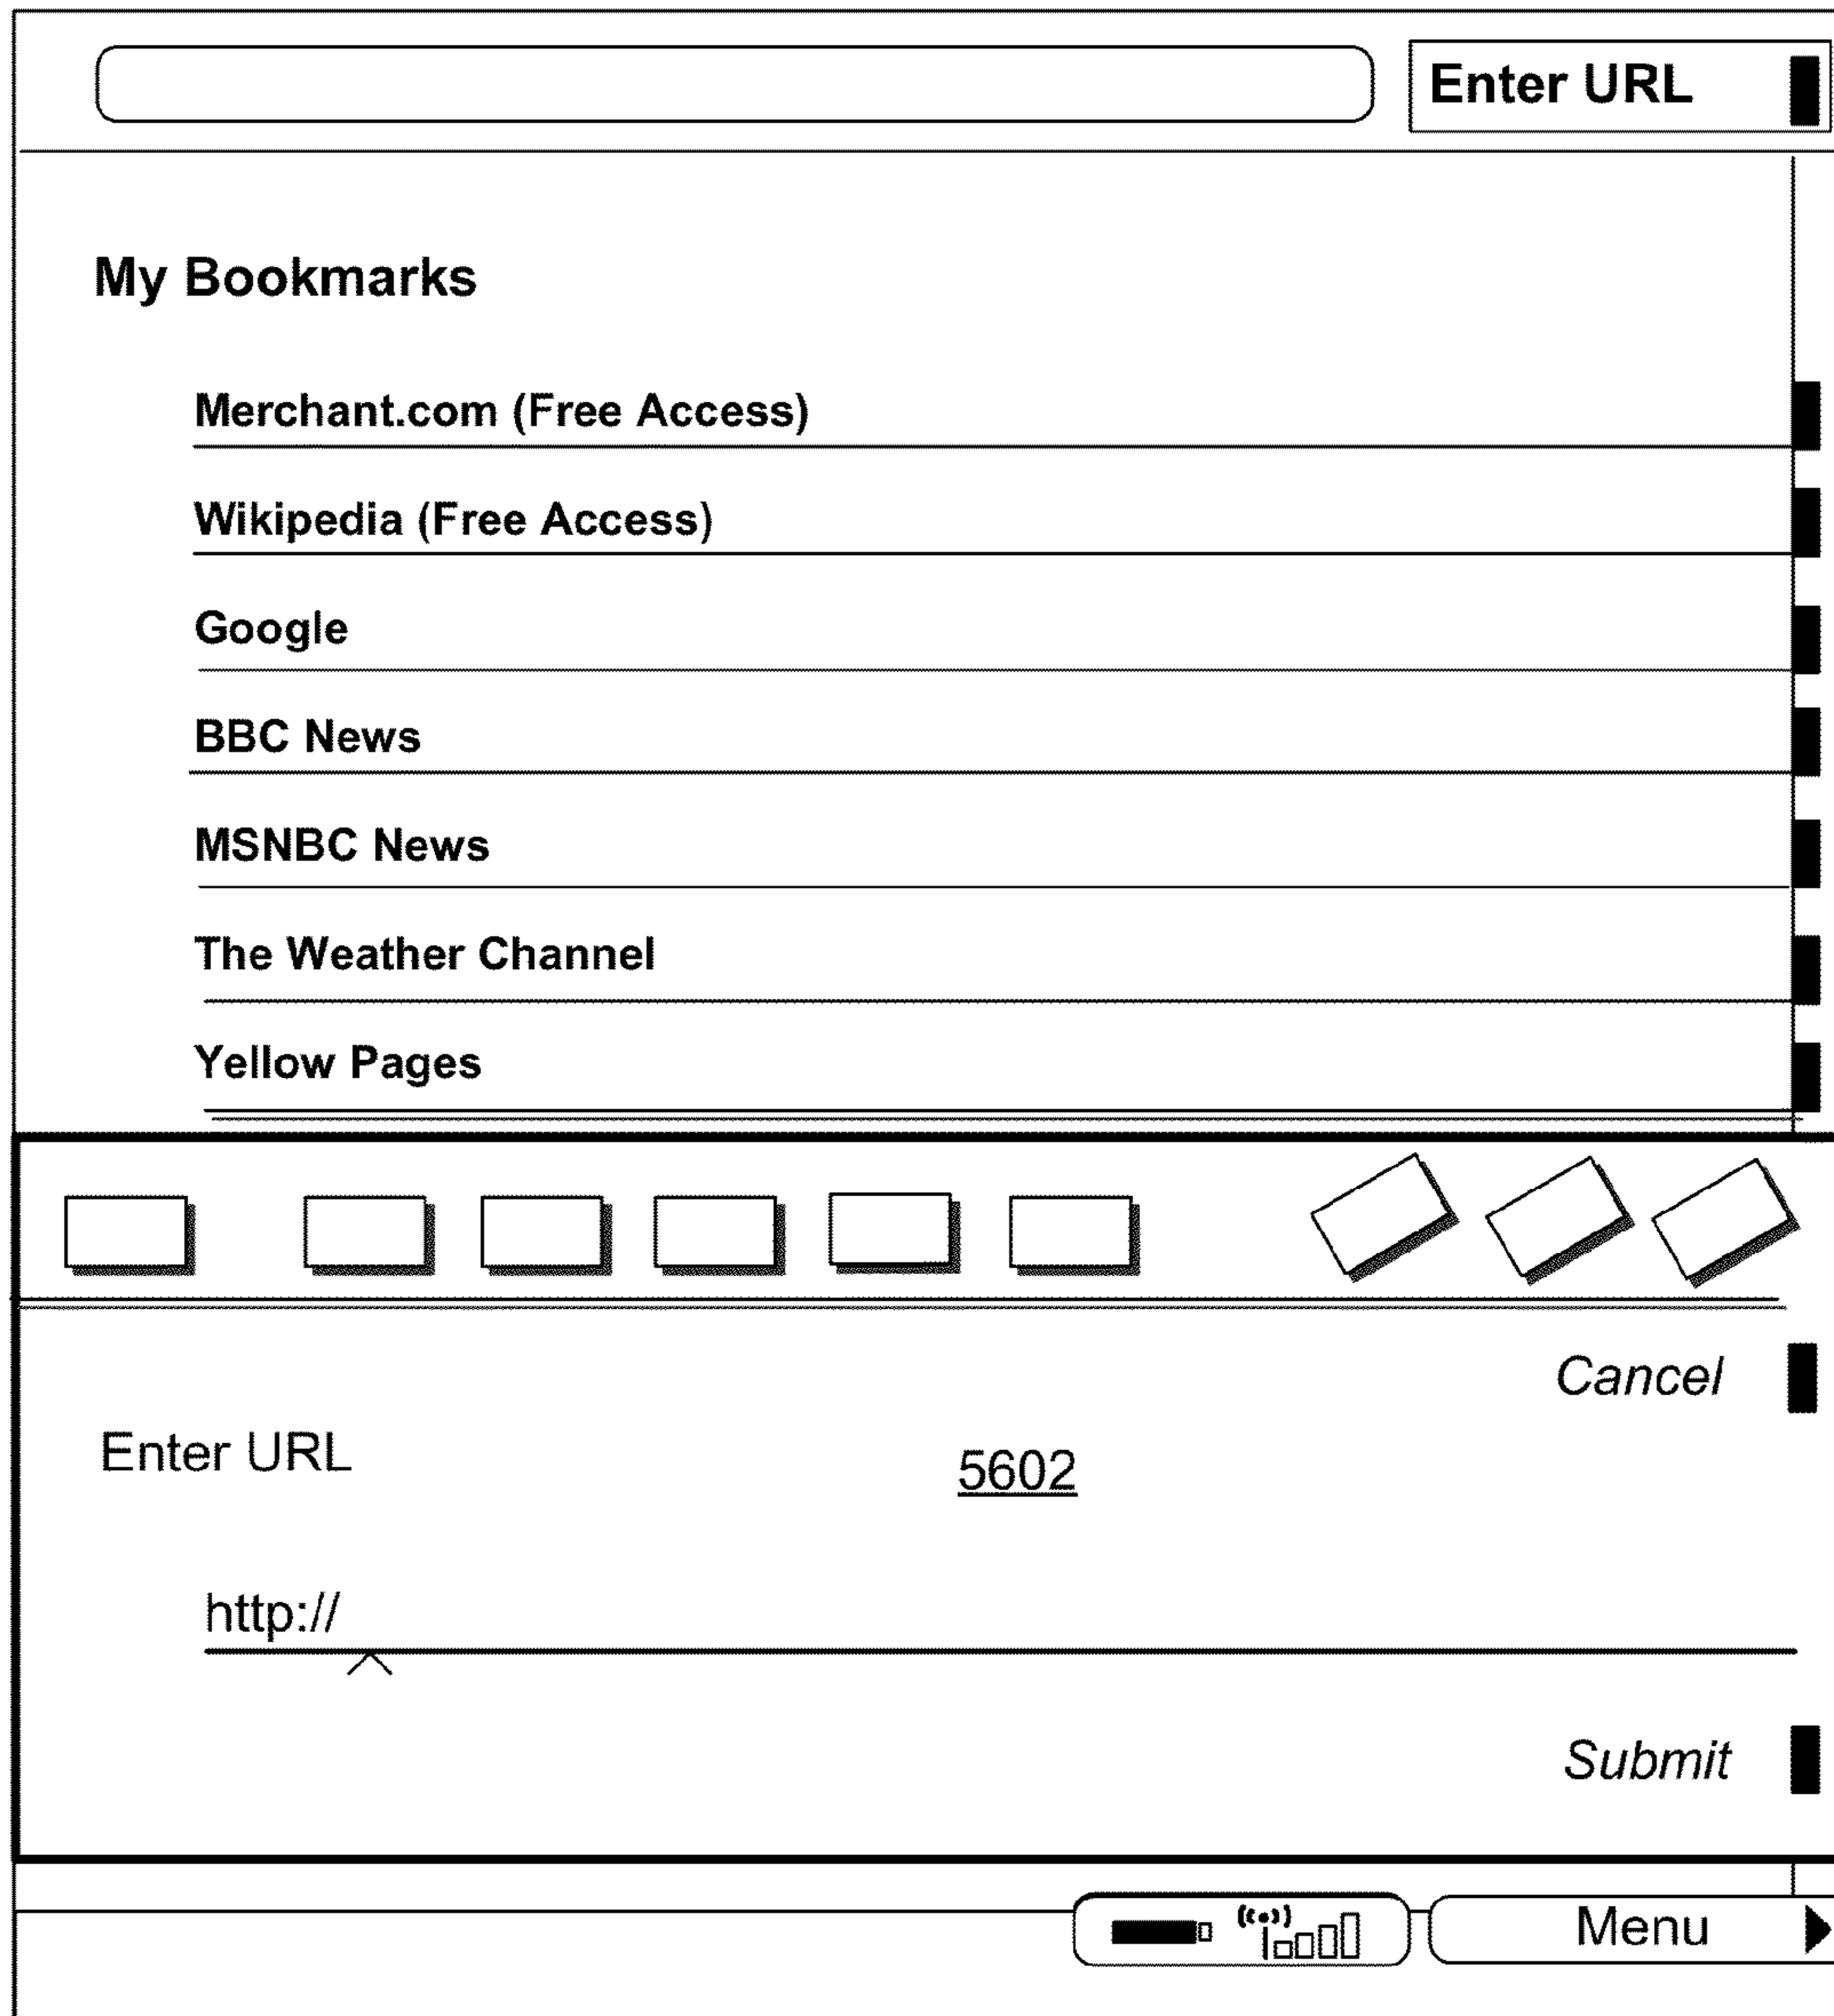 Enter URL
My Bookmarks
Merchant.com (Free Access)
Wikipedia (Free Access)
Google
BBC News
MSNBC News
The Weather Channel
Yellow Pages
Cancel
Enter URL
5602
http://
Submit
Menu